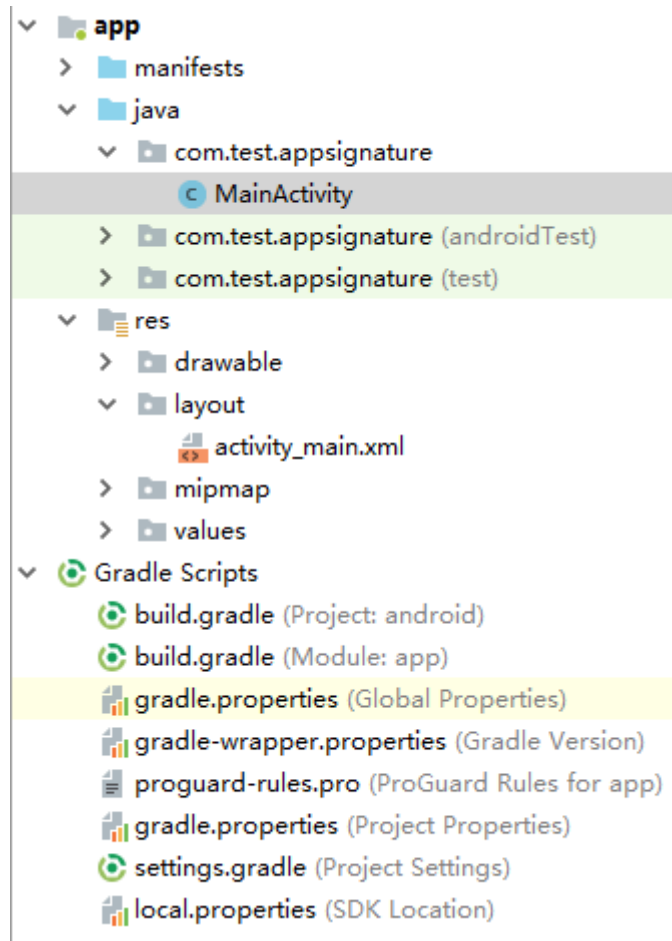 app
manifests
java
com.test.appsignature
C MainActivity
com.test.appsignature (androidTest)
com.test.appsignature (test)
res
drawable
layout
activity_main.xml
mipmap
values
Gradle Scripts
build.gradle (Project: android)
build.gradle (Module: app)
gradle.properties (Global Properties)
gradle-wrapper.properties (Gradle Version)
proguard-rules.pro (ProGuard Rules for app)
gradle.properties (Project Properties)
settings.gradle (Project Settings)
local.properties (SDK Location)